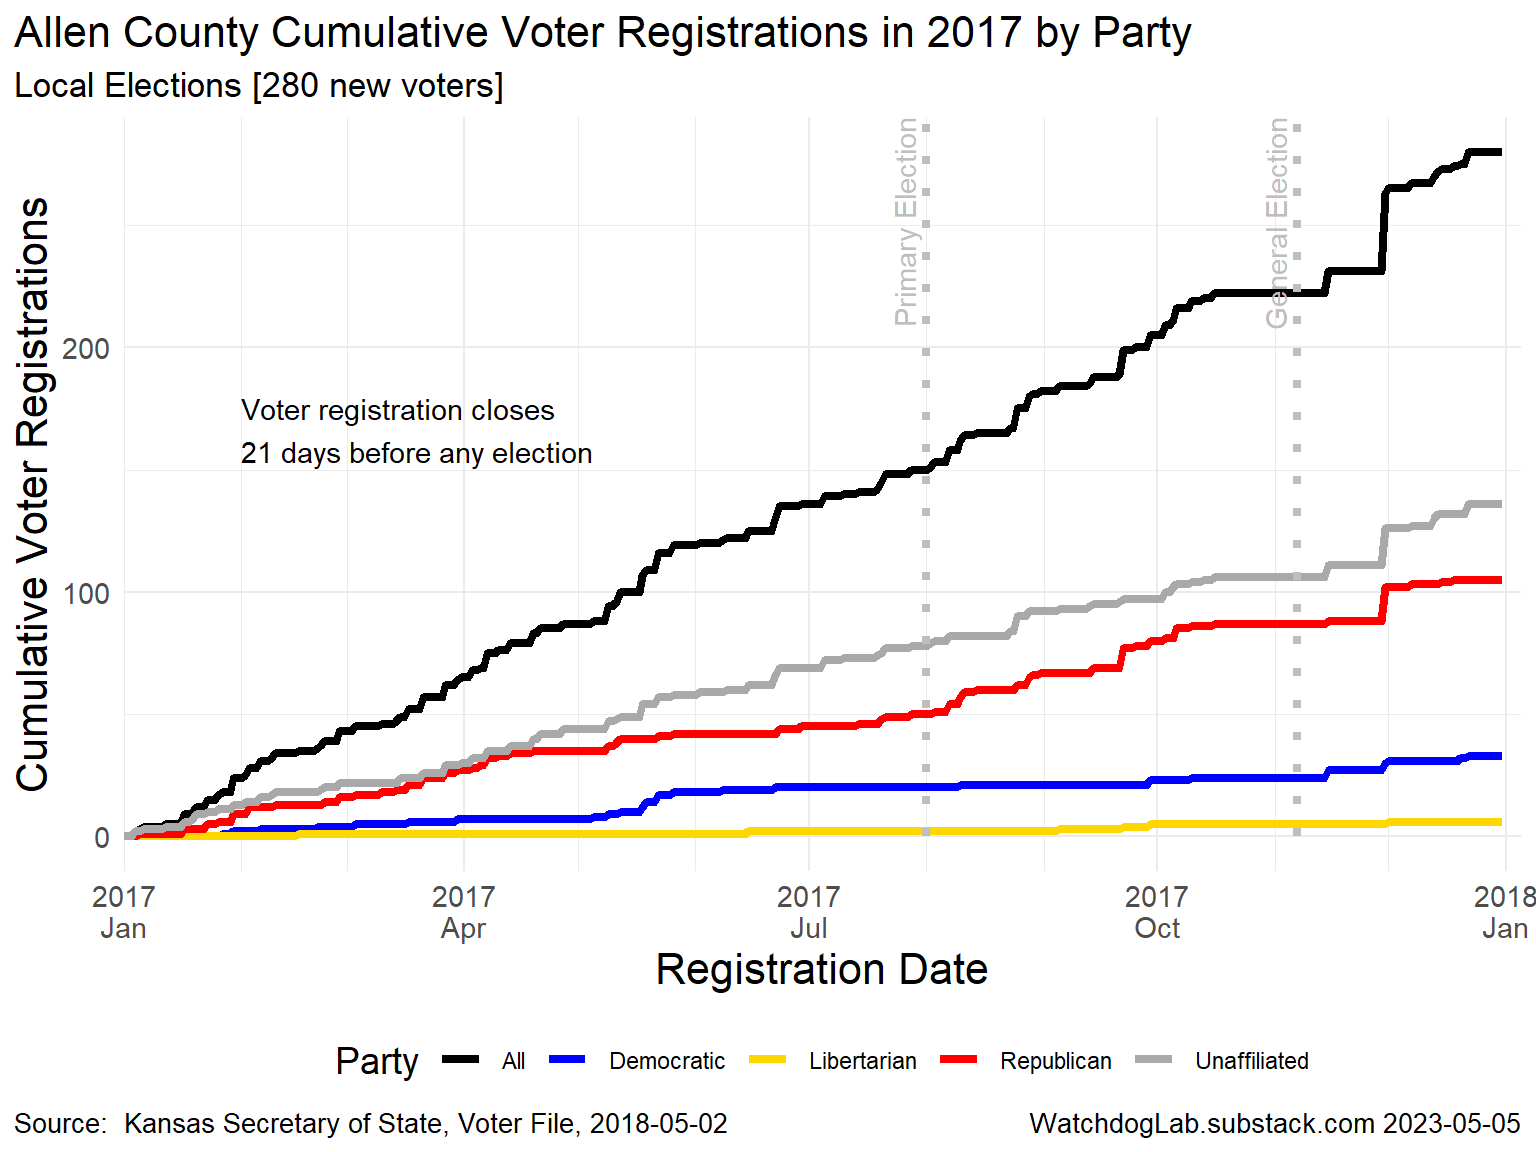 Allen County Cumulative Voter Registrations in 2017 by Party
Local Elections [280 new voters]
Cumulative Voter Registrations
200
100
0
Primary Election
General Election
Voter registration closes
21 days before any election
2017
Jan
2017
Apr
2017
Jul
2017
Oct
2018
Jan
Registration Date
Party All Democratic Libertarian Republican Unaffiliated
Source:  Kansas Secretary of State, Voter File, 2018-05-02
WatchdogLab.substack.com 2023-05-05